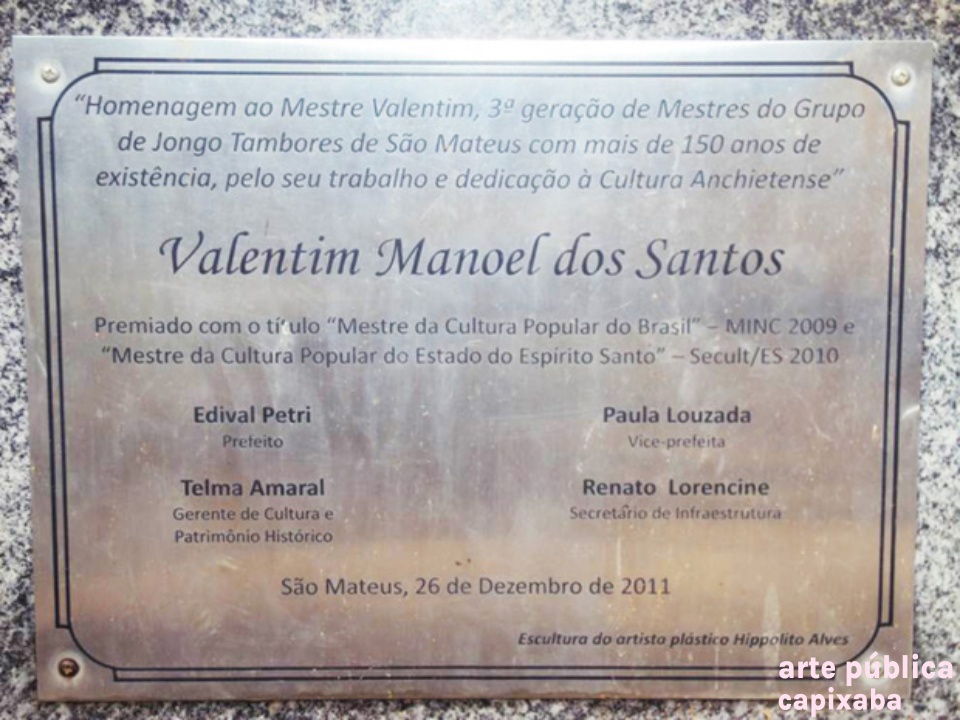 “Homenagem ao Mestre Valentim, 3ª geração de Mestres do Grupo
de Jongo Tambores de São Mateus com mais de 150 anos de
existência, pelo seu trabalho e dedicação à Cultura Anchietense”
Valentim Manoel dos Santos
Premiado com o título “Mestre da Cultura Popular do Brasil” – MINC 2009 e
“Mestre da Cultura Popular do Estado do Espírito Santo” – Secult/ES 2010
Edival Petri
Prefeito
Paula Louzada
Vice-prefeita
Telma Amaral
Gerente de Cultura e
Patrimônio Histórico
Renato Lorencine
Secretário de Infraestrutura
São Mateus, 26 de Dezembro de 2011
Escultura do artista plástico Hippolito Alves
arte pública
capixaba